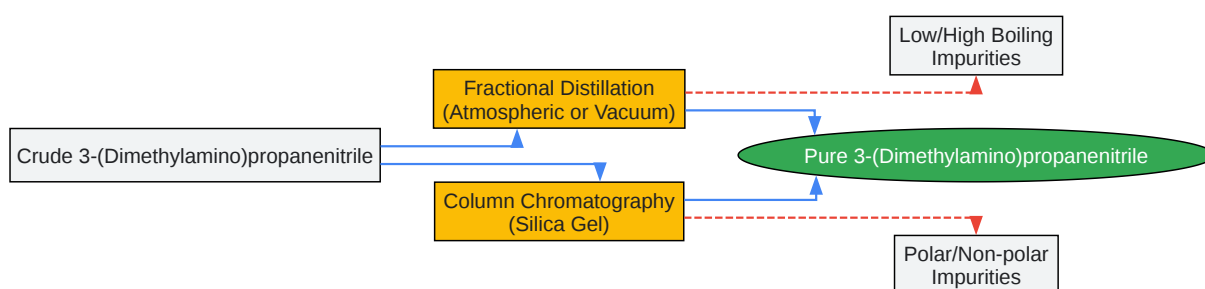 Low/High Boiling
Impurities
Fractional Distillation
(Atmospheric or Vacuum)
Crude 3-(Dimethylamino)propanenitrile
Pure 3-(Dimethylamino)propanenitrile
Column Chromatography
(Silica Gel)
Polar/Non-polar
Impurities